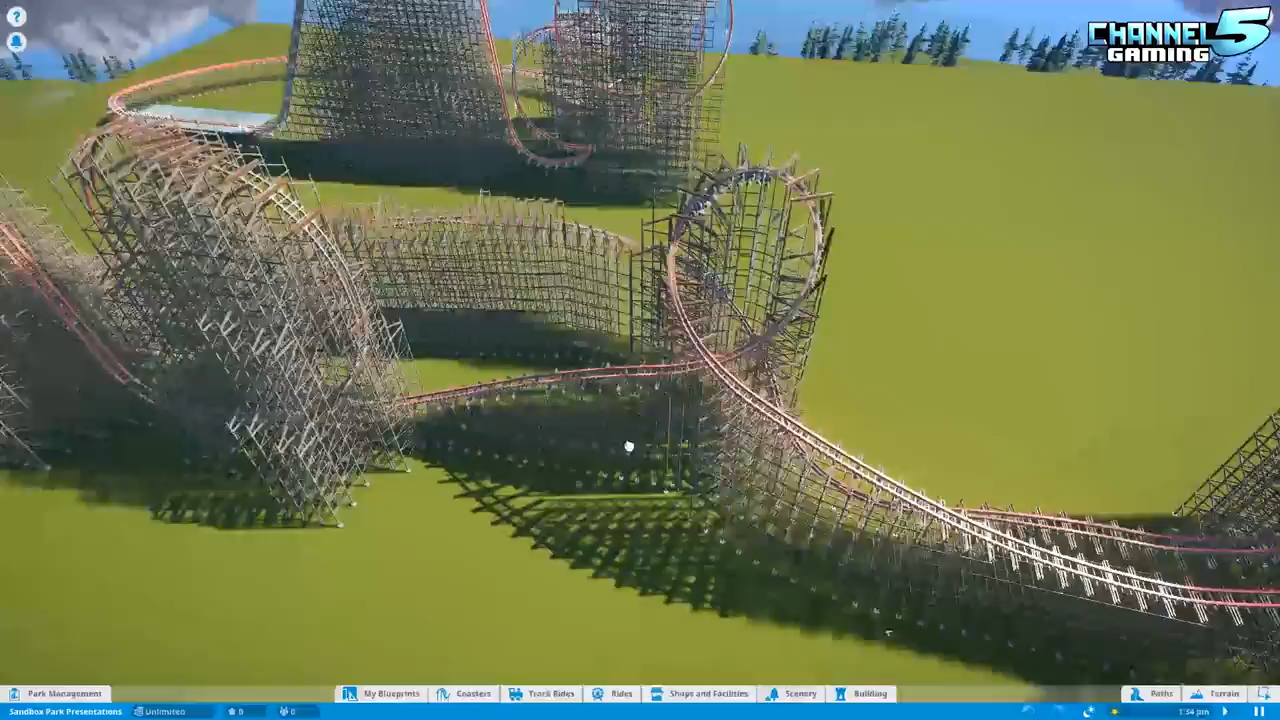 ?
CHANNEL 5
GAMING
Park Management
My Blueprints
Coasters
Track Rides
Rides
Shops and Facilities
Scenery
Building
Paths
Terrain
Sandbox Park Presentations
Unlimited
0
0
1:34 pm